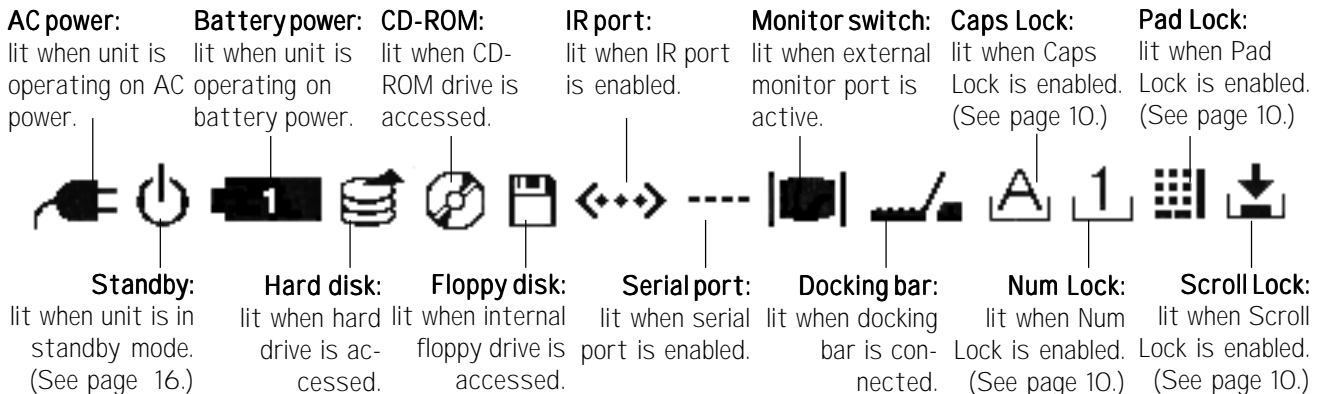 AC power:
lit when unit is
operating on AC
power.
Battery power:
lit when unit is
operating on
battery power.
CD-ROM:
lit when CD-
ROM drive is
accessed.
IR port:
lit when IR port
is enabled.
Monitor switch:
lit when external
monitor port is
active.
Caps Lock:
lit when Caps
Lock is enabled.
(See page 10.)
Pad Lock:
lit when Pad
Lock is enabled.
(See page 10.)
1
A
1
Standby:
lit when unit is in
standby mode.
(See page 16.)
Hard disk:
lit when hard
drive is ac-
cessed.
Floppy disk:
lit when internal
floppy drive is
accessed.
Serial port:
lit when serial
port is enabled.
Docking bar:
lit when docking
bar is con-
nected.
Num Lock:
lit when Num
Lock is enabled.
(See page 10.)
Scroll Lock:
lit when Scroll
Lock is enabled.
(See page 10.)